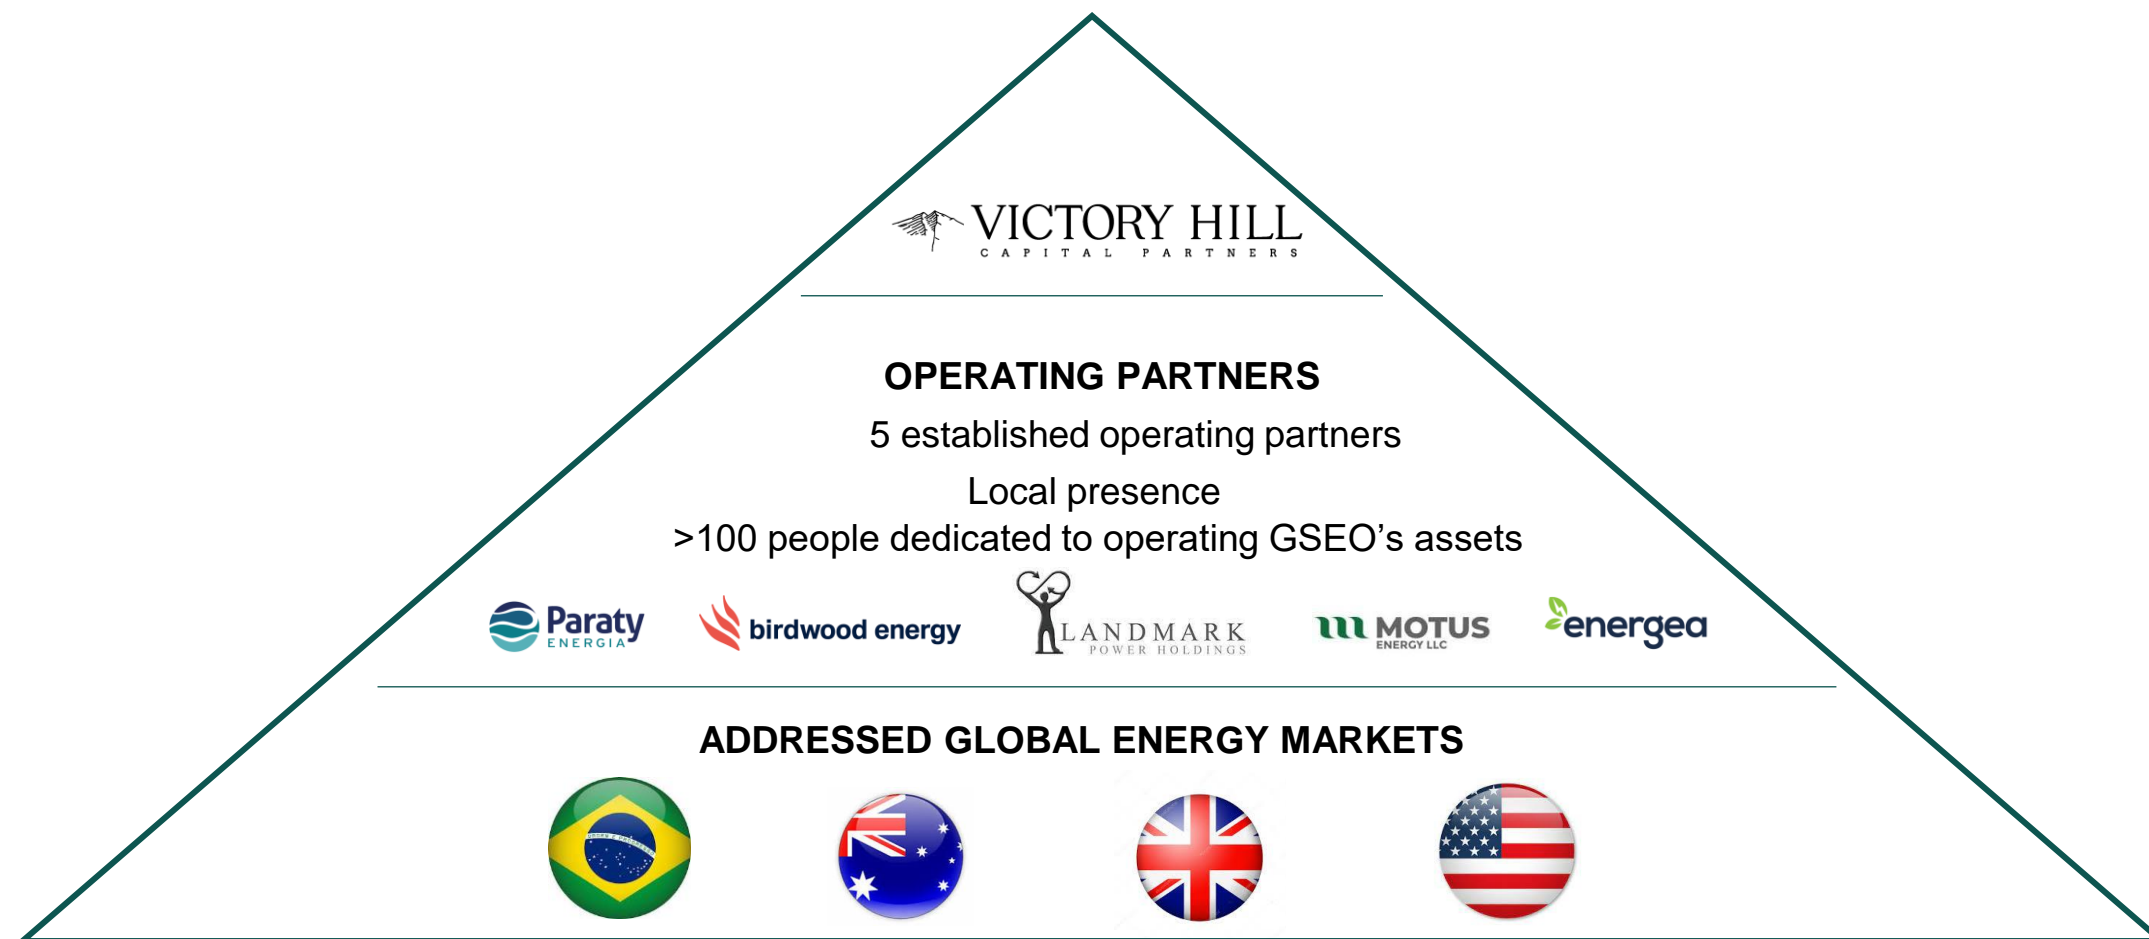 VICTORY HILL
CAPITAL PARTNERS
OPERATING PARTNERS
5 established operating partners
Local presence
>100 people dedicated to operating GSEO’s assets
Paraty
ENERGIA
birdwood energy
LANDMARK
POWER HOLDINGS
MOTUS
ENERGY LLC
energea
ADDRESSED GLOBAL ENERGY MARKETS